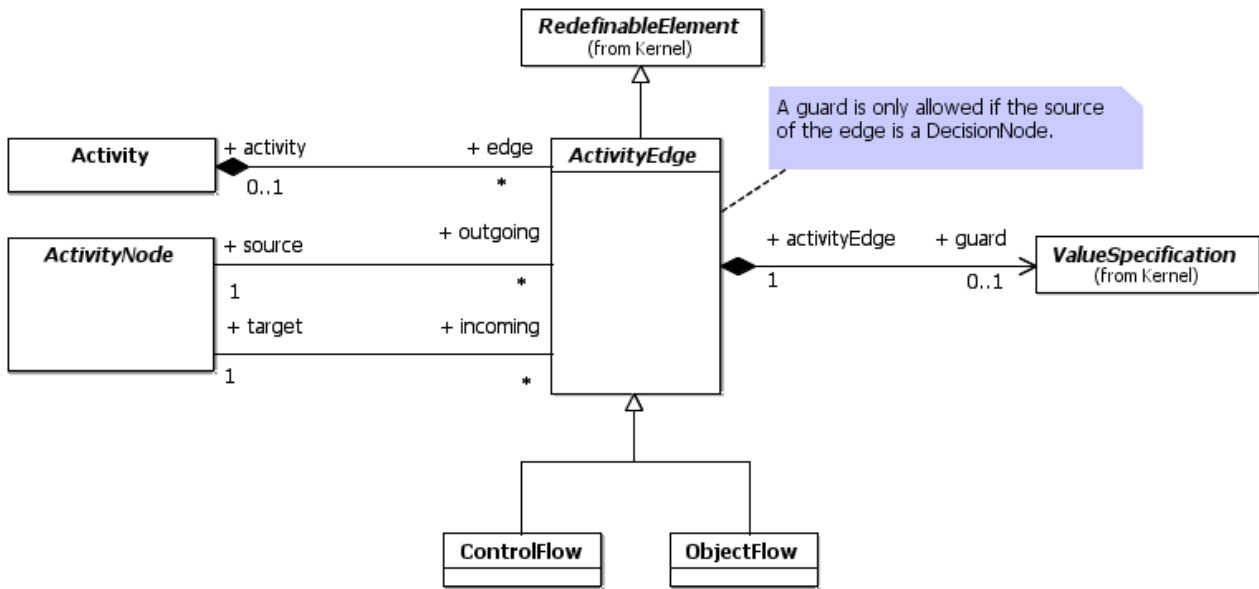 RedefinableElement
(from Kernel)
A guard is only allowed if the source
of the edge is a DecisionNode.
Activity
+ activity
+ edge
0..1
*
ActivityEdge
ActivityNode
+ source
+ outgoing
1
*
+ target
+ incoming
1
*
+ activityEdge
+ guard
1
0..1
ValueSpecification
(from Kernel)
ControlFlow
ObjectFlow